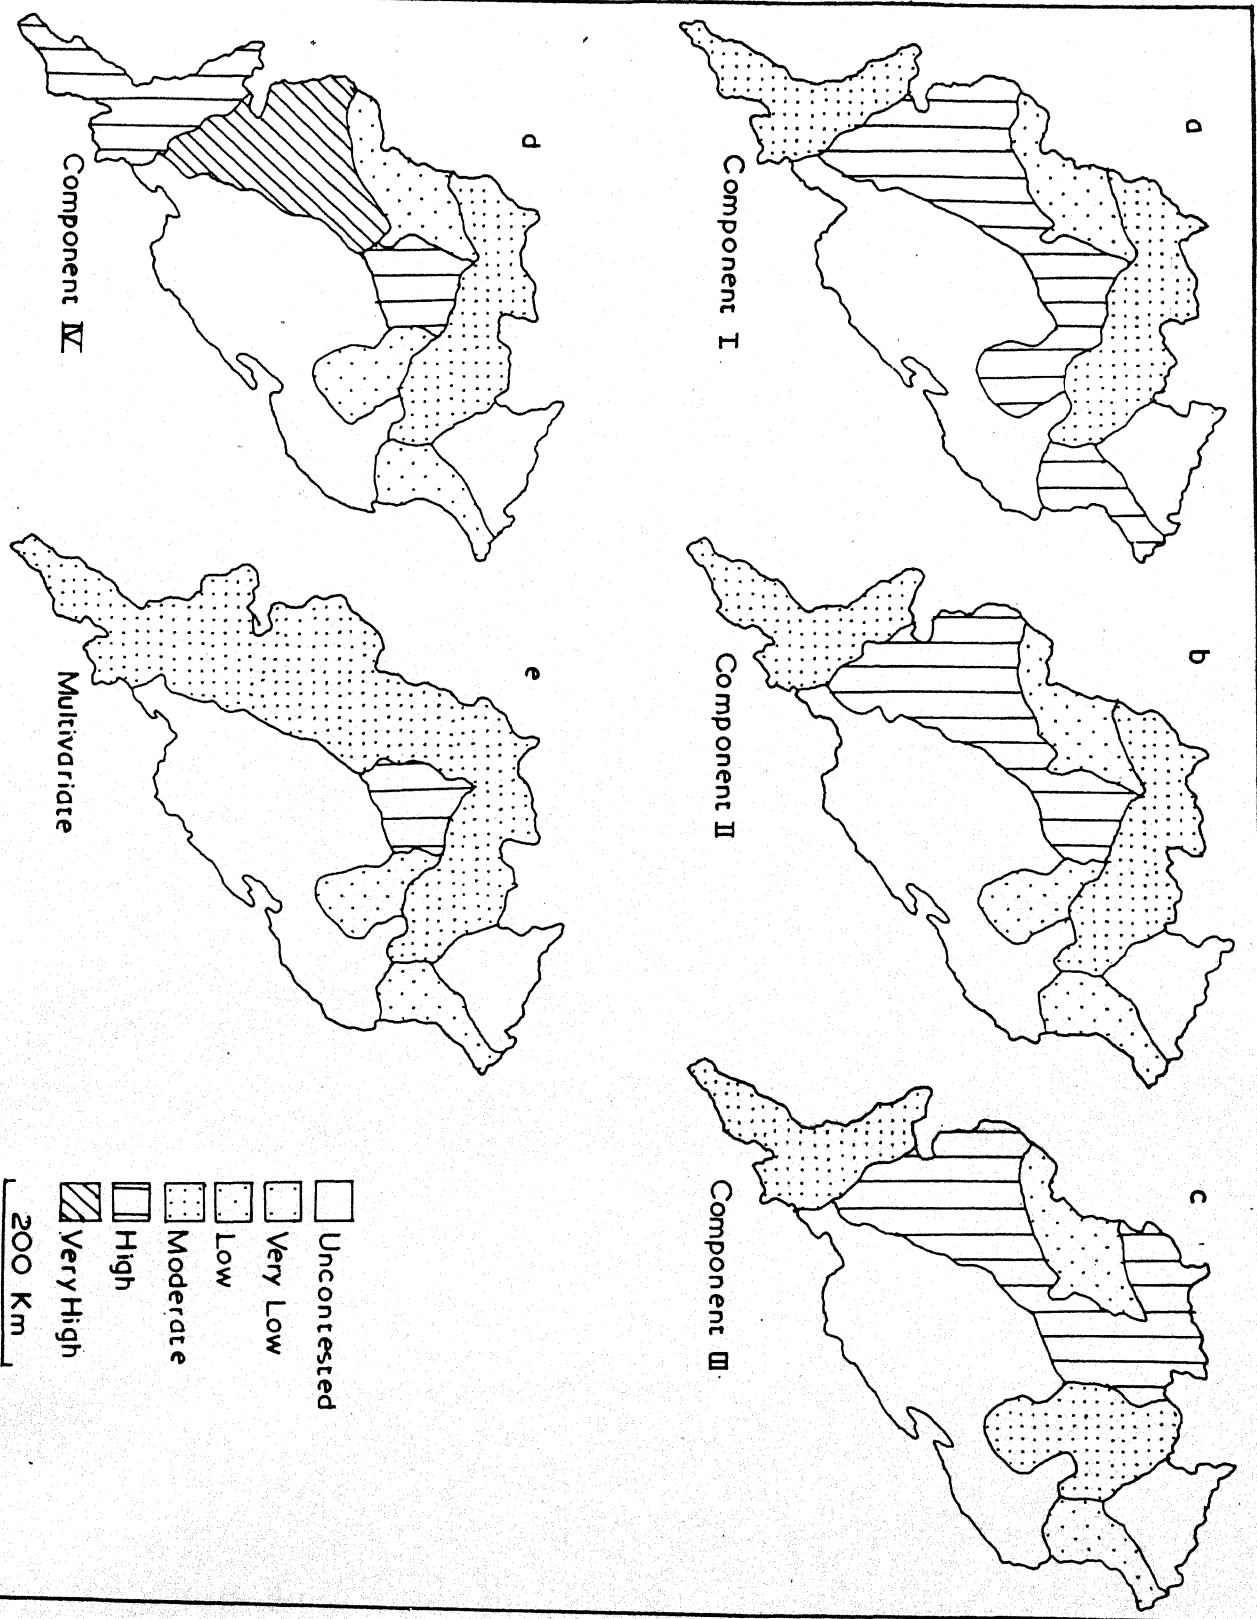 a
Component I
b
Component II
c
Component III
d
Component IV
e
Multivariate
Uncontested
Very Low
Low
Moderate
High
Very High
200 Km